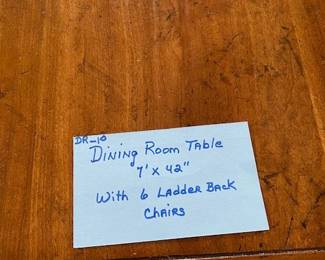 DR-10
Dining Room Table
7' x 42"
With 6 Ladder Back
Chairs